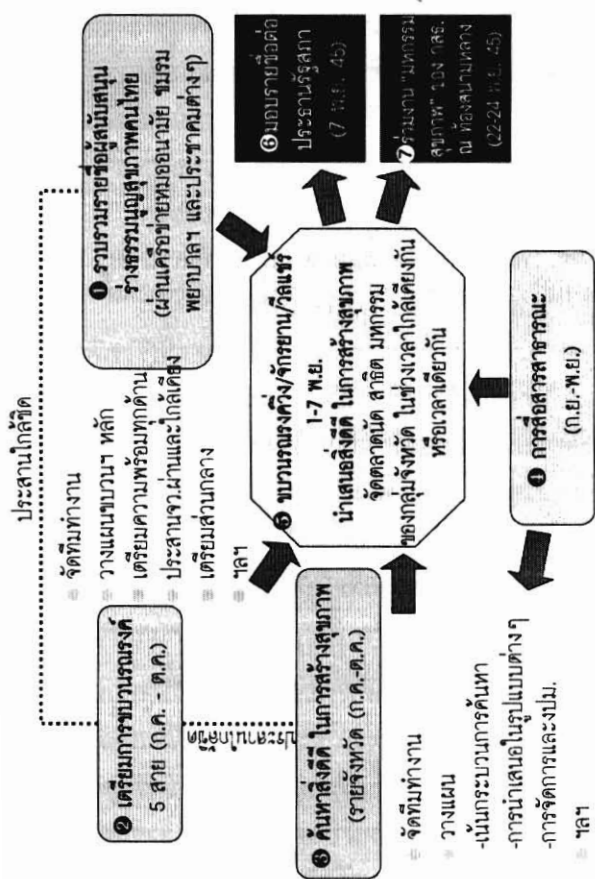 ประสานใกล้ชิด
❶ รวบรวมรายชื่อผู้สนับสนุน
ร่างธรรมนูญสุขภาพคนไทย
(ผ่านเครือข่ายหมออนามัย ชมรม
พยาบาลฯ และประชาคมต่างๆ)
❷ เตรียมการขบวนรณรงค์
5 สาย (ก.ค. - ต.ค.)
จัดทีมทำงาน
วางแผนขบวนฯ หลัก
เตรียมความพร้อมทุกด้าน
ประสานจว.ผ่านและใกล้เคียง
เตรียมส่วนกลาง
ฯลฯ
ประสานใกล้ชิด
❸ ค้นหาสิ่งดีดี ในการสร้างสุขภาพ
(รายจังหวัด (ก.ค.-ต.ค.)
จัดทีมทำงาน
วางแผน
-เน้นกระบวนการค้นหา
-การนำเสนอในรูปแบบต่างๆ
-การจัดการและงปม.
ฯลฯ
❺ ขบวนรณรงค์วิ่ง/จักรยาน/วีลแชร์
1-7 พ.ย.
นำเสนอสิ่งดีดี ในการสร้างสุขภาพ
จัดตลาดนัด สาธิต มหกรรม
ของกลุ่มจังหวัด ในช่วงเวลาใกล้เคียงกัน
หรือเวลาเดียวกัน
❹ การสื่อสารสาธารณะ
(ก.ย.-พ.ย.)
❻ มอบรายชื่อต่อ
ประธานรัฐสภา
(7 พ.ย. 45)
❼ ร่วมงาน "มหกรรม
สุขภาพ" ของ กสธ.
ณ ท้องสนามหลวง
(22-24 พ.ย. 45)